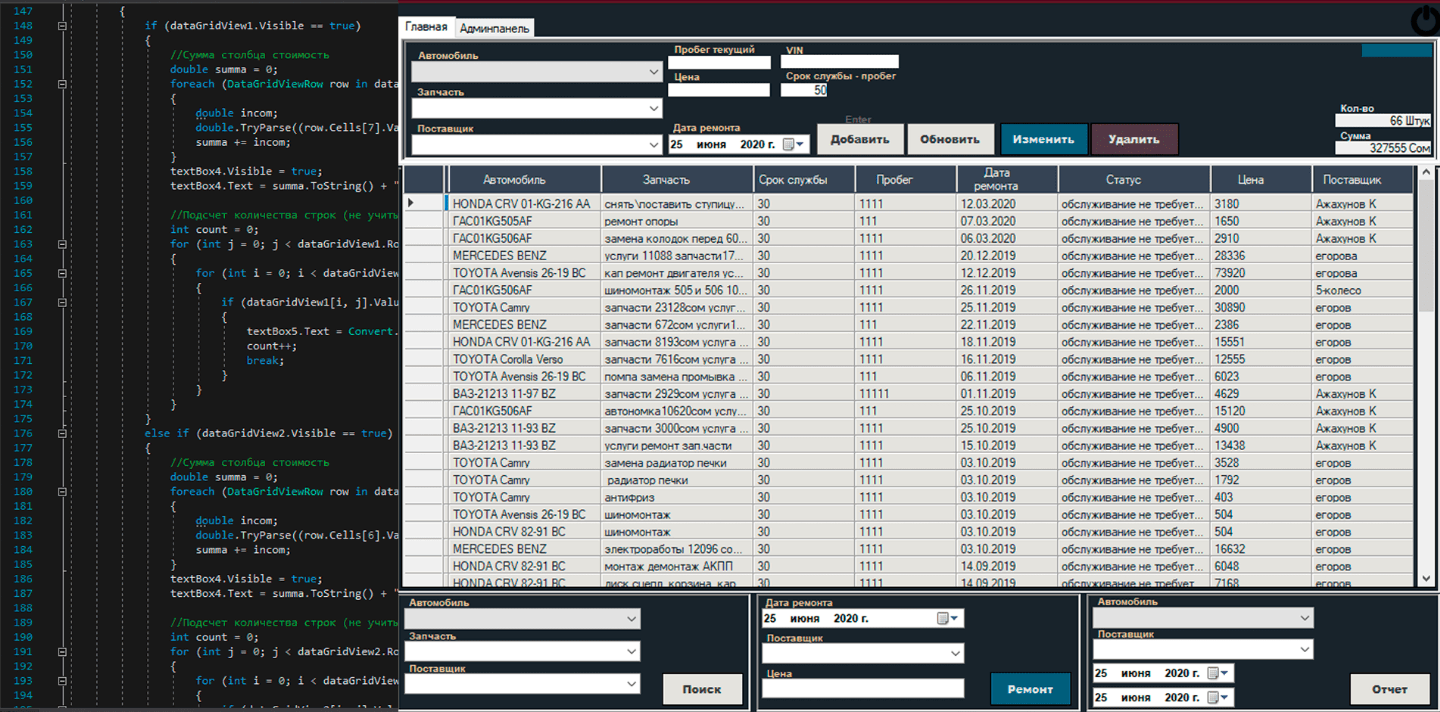 147 {
148 if (dataGridView1.Visible == true)
149 {
150 //Сумма столбца стоимость
151 double summa = 0;
152 foreach (DataGridViewRow row in data
153 {
154 double incom;
155 double.TryParse((row.Cells[7].Va
156 summa += incom;
157 }
158 textBox4.Visible = true;
159 textBox4.Text = summa.ToString() + "
160
161 //Подсчет количества строк (не учить
162 int count = 0;
163 for (int j = 0; j < dataGridView1.Ro
164 {
165 for (int i = 0; i < dataGridView
166 {
167 if (dataGridView1[i, j].Valu
168 {
169 textBox5.Text = Convert.
170 count++;
171 break;
172 }
173 }
174 }
175 }
176 else if (dataGridView2.Visible == true)
177 {
178 //Сумма столбца стоимость
179 double summa = 0;
180 foreach (DataGridViewRow row in data
181 {
182 double incom;
183 double.TryParse((row.Cells[6].Va
184 summa += incom;
185 }
186 textBox4.Visible = true;
187 textBox4.Text = summa.ToString() + "
188
189 //Подсчет количества строк (не учить
190 int count = 0;
191 for (int j = 0; j < dataGridView2.Ro
192 {
193 for (int i = 0; i < dataGridView
194 {
Главная Админпанель
Автомобиль Пробег текущий VIN
Запчасть Цена Срок службы - пробег
50
Поставщик Дата ремонта Enter
25 июня 2020 г. Добавить Обновить Изменить Удалить
Кол-во
66 Штук
Сумма
327555 Сом
Автомобиль Запчасть Срок службы Пробег Дата ремонта Статус Цена Поставщик
HONDA CRV 01-KG-216 AA снять\поставить ступицу... 30 1111 12.03.2020 обслуживание не требует... 3180 Ажахунов К
ГАС01KG505AF ремонт опоры 30 1111 07.03.2020 обслуживание не требует... 1650 Ажахунов К
ГАС01KG506AF замена колодок перед 60... 30 1111 06.03.2020 обслуживание не требует... 2910 Ажахунов К
MERCEDES BENZ услуги 11088 запчасти17... 30 1111 20.12.2019 обслуживание не требует... 28336 егорова
TOYOTA Avensis 26-19 BC кап ремонт двигателя ус... 30 1111 12.12.2019 обслуживание не требует... 73920 егорова
ГАС01KG506AF шиномонтаж 505 и 506 10... 30 1111 26.11.2019 обслуживание не требует... 2000 5-колесо
TOYOTA Camry запчасти 23128сом услуг... 30 1111 25.11.2019 обслуживание не требует... 30890 егоров
MERCEDES BENZ запчасти 672сом услуги1... 30 111 22.11.2019 обслуживание не требует... 2386 егоров
HONDA CRV 01-KG-216 AA запчасти 8193сом услуга ... 30 1111 18.11.2019 обслуживание не требует... 15551 егоров
TOYOTA Corolla Verso запчасти 7616сом услуга ... 30 1111 16.11.2019 обслуживание не требует... 12555 егоров
TOYOTA Avensis 26-19 BC помпа замена промывка ... 30 111 06.11.2019 обслуживание не требует... 6023 егоров
ВАЗ-21213 11-97 BZ запчасти 2929сом услуга ... 30 11111 01.11.2019 обслуживание не требует... 4629 Ажахунов К
ГАС01KG506AF автономка10620сом услу... 30 1111 25.10.2019 обслуживание не требует... 15120 Ажахунов К
ВАЗ-21213 11-93 BZ запчасти 3000сом услуга ... 30 1111 25.10.2019 обслуживание не требует... 4900 Ажахунов К
ВАЗ-21213 11-93 BZ услуги ремонт зап.части 30 1111 15.10.2019 обслуживание не требует... 13438 Ажахунов К
TOYOTA Camry замена радиатор печки 30 1111 03.10.2019 обслуживание не требует... 3528 егоров
TOYOTA Camry радиатор печки 30 1111 03.10.2019 обслуживание не требует... 1792 егоров
TOYOTA Camry антифриз 30 1111 03.10.2019 обслуживание не требует... 403 егоров
TOYOTA Avensis 26-19 BC шиномонтаж 30 1111 03.10.2019 обслуживание не требует... 504 егоров
HONDA CRV 82-91 BC шиномонтаж 30 1111 03.10.2019 обслуживание не требует... 504 егоров
MERCEDES BENZ электроработы 12096 со... 30 1111 03.10.2019 обслуживание не требует... 16632 егоров
HONDA CRV 82-91 BC монтаж демонтаж АКПП 30 1111 14.09.2019 обслуживание не требует... 6048 егоров
HONDA CRV 82-91 BC диск сцепл. корзина, кар... 30 1111 14.09.2019 обслуживание не требует... 7168 егоров
Автомобиль
Запчасть
Поставщик
Поиск
Дата ремонта
25 июня 2020 г.
Поставщик
Цена
Ремонт
Автомобиль
Поставщик
25 июня 2020 г.
25 июня 2020 г.
Отчет